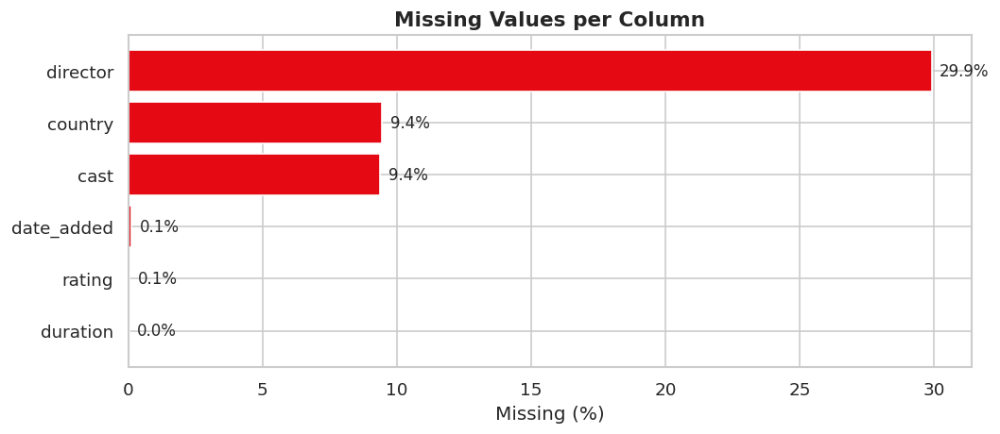 Missing Values per Column
director 29.9%
country 9.4%
cast 9.4%
date_added 0.1%
rating 0.1%
duration 0.0%
0 5 10 15 20 25 30
Missing (%)